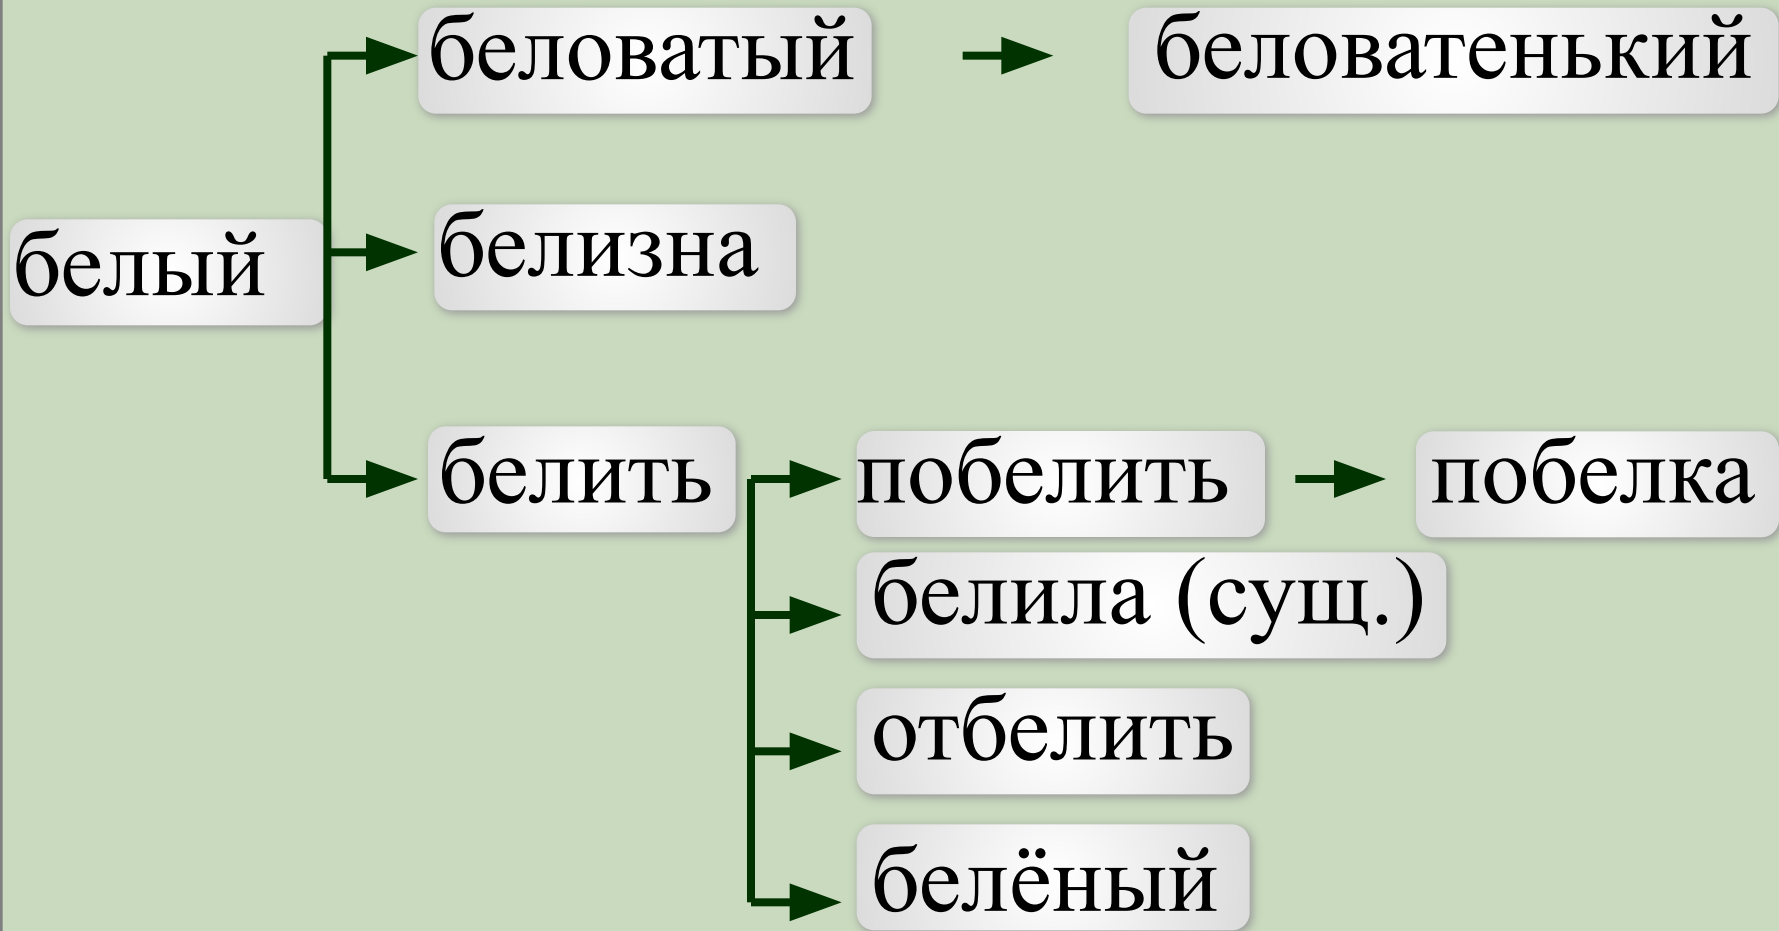 беловатый беловатенький
белый
белизна
белить побелить побелка
белила (сущ.)
отбелить
белёный